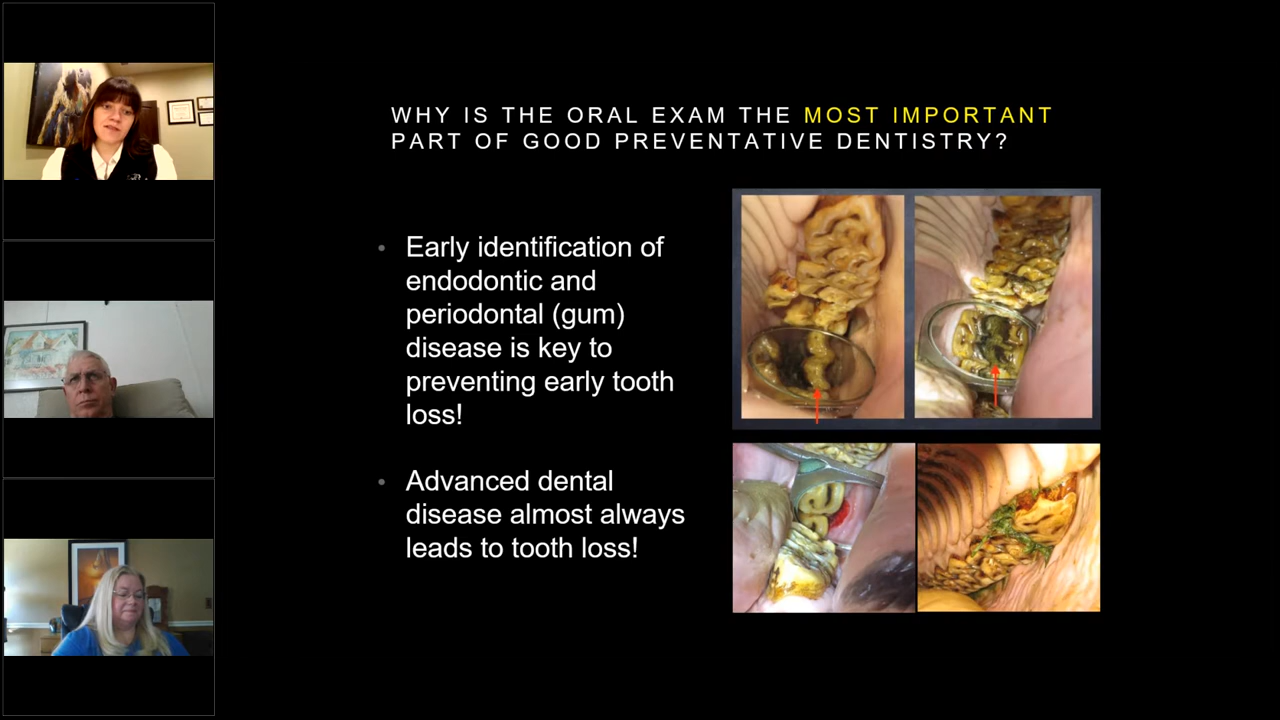 WHY IS THE ORAL EXAM THE MOST IMPORTANT
PART OF GOOD PREVENTATIVE DENTISTRY?
• Early identification of
endodontic and
periodontal (gum)
disease is key to
preventing early tooth
loss!
• Advanced dental
disease almost always
leads to tooth loss!